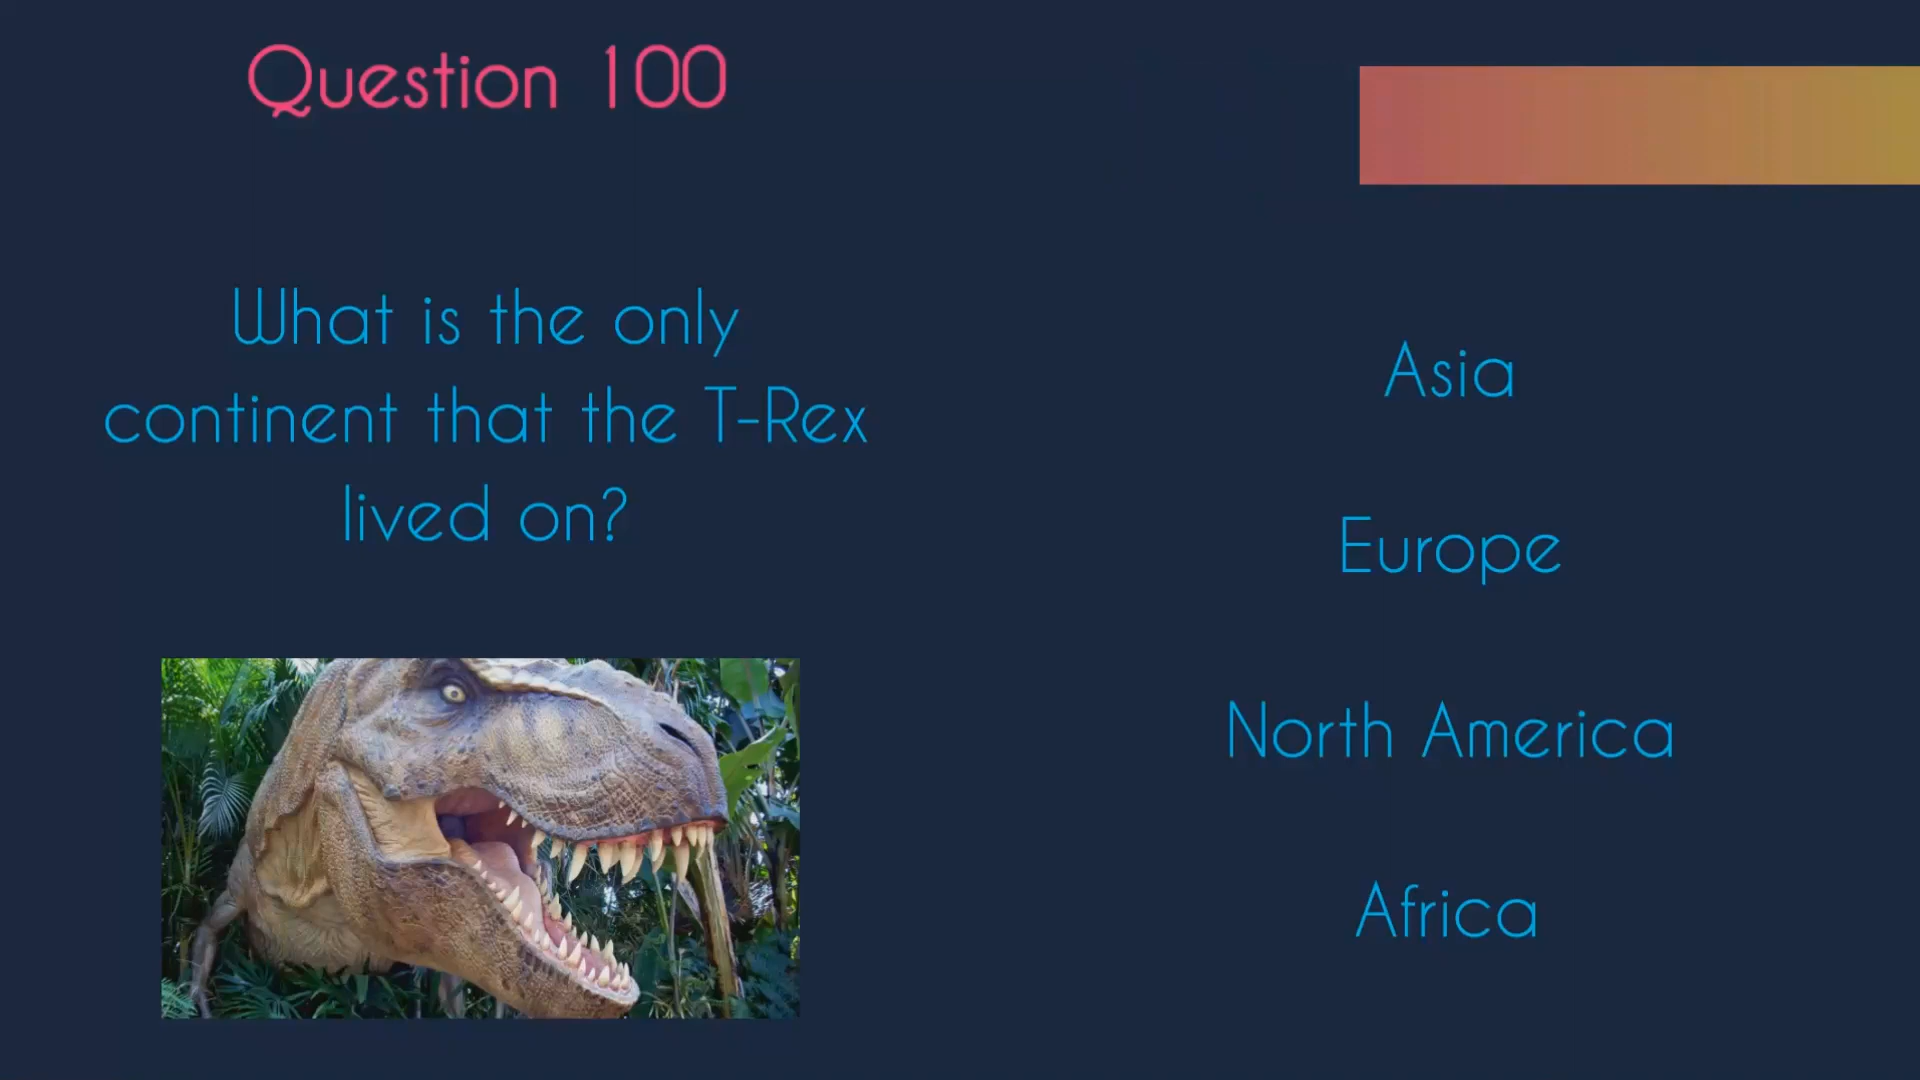 Question 100
What is the only
continent that the T-Rex
lived on?
Asia
Europe
North America
Africa